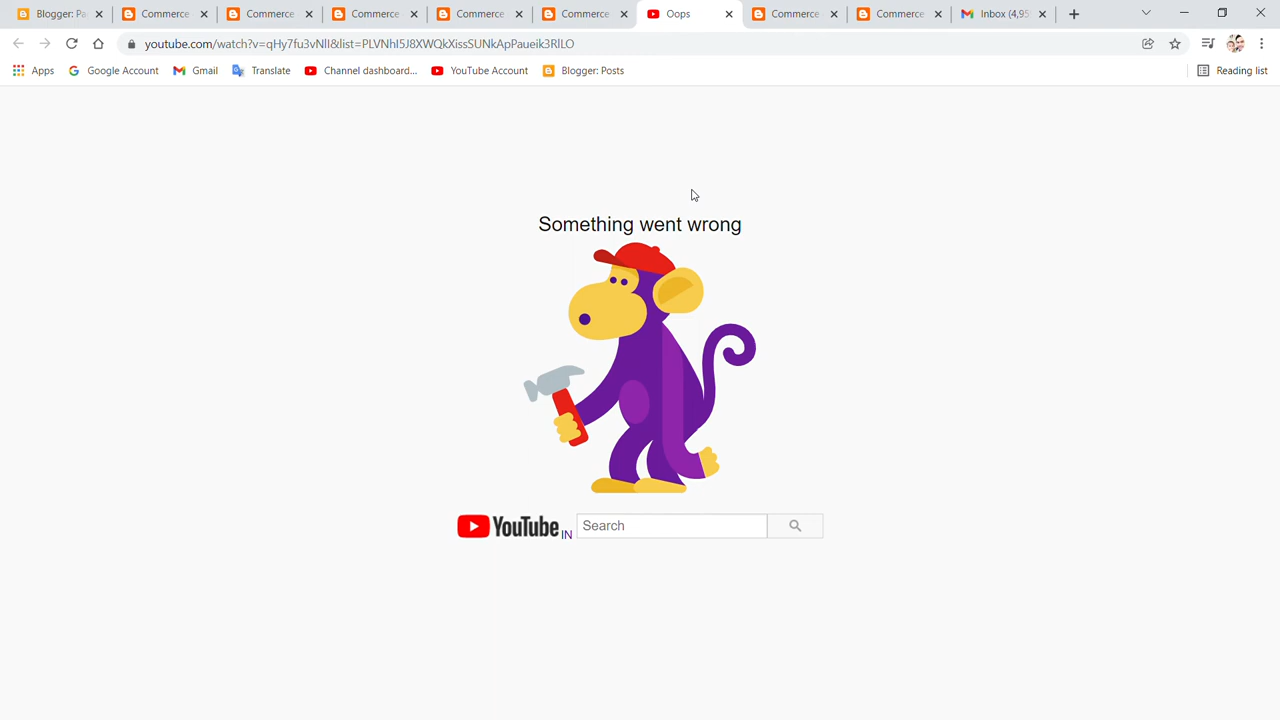 Blogger: Pa
Commerce
Commerce
Commerce
Commerce
Commerce
Oops
Commerce
Commerce
Inbox (4,95
youtube.com/watch?v=qHy7fu3vNlI&list=PLVNhI5J8XWQkXissSUNkApPaueik3RlLO
Apps
Google Account
Gmail
Translate
Channel dashboard...
YouTube Account
Blogger: Posts
Reading list
Something went wrong
YouTube IN
Search